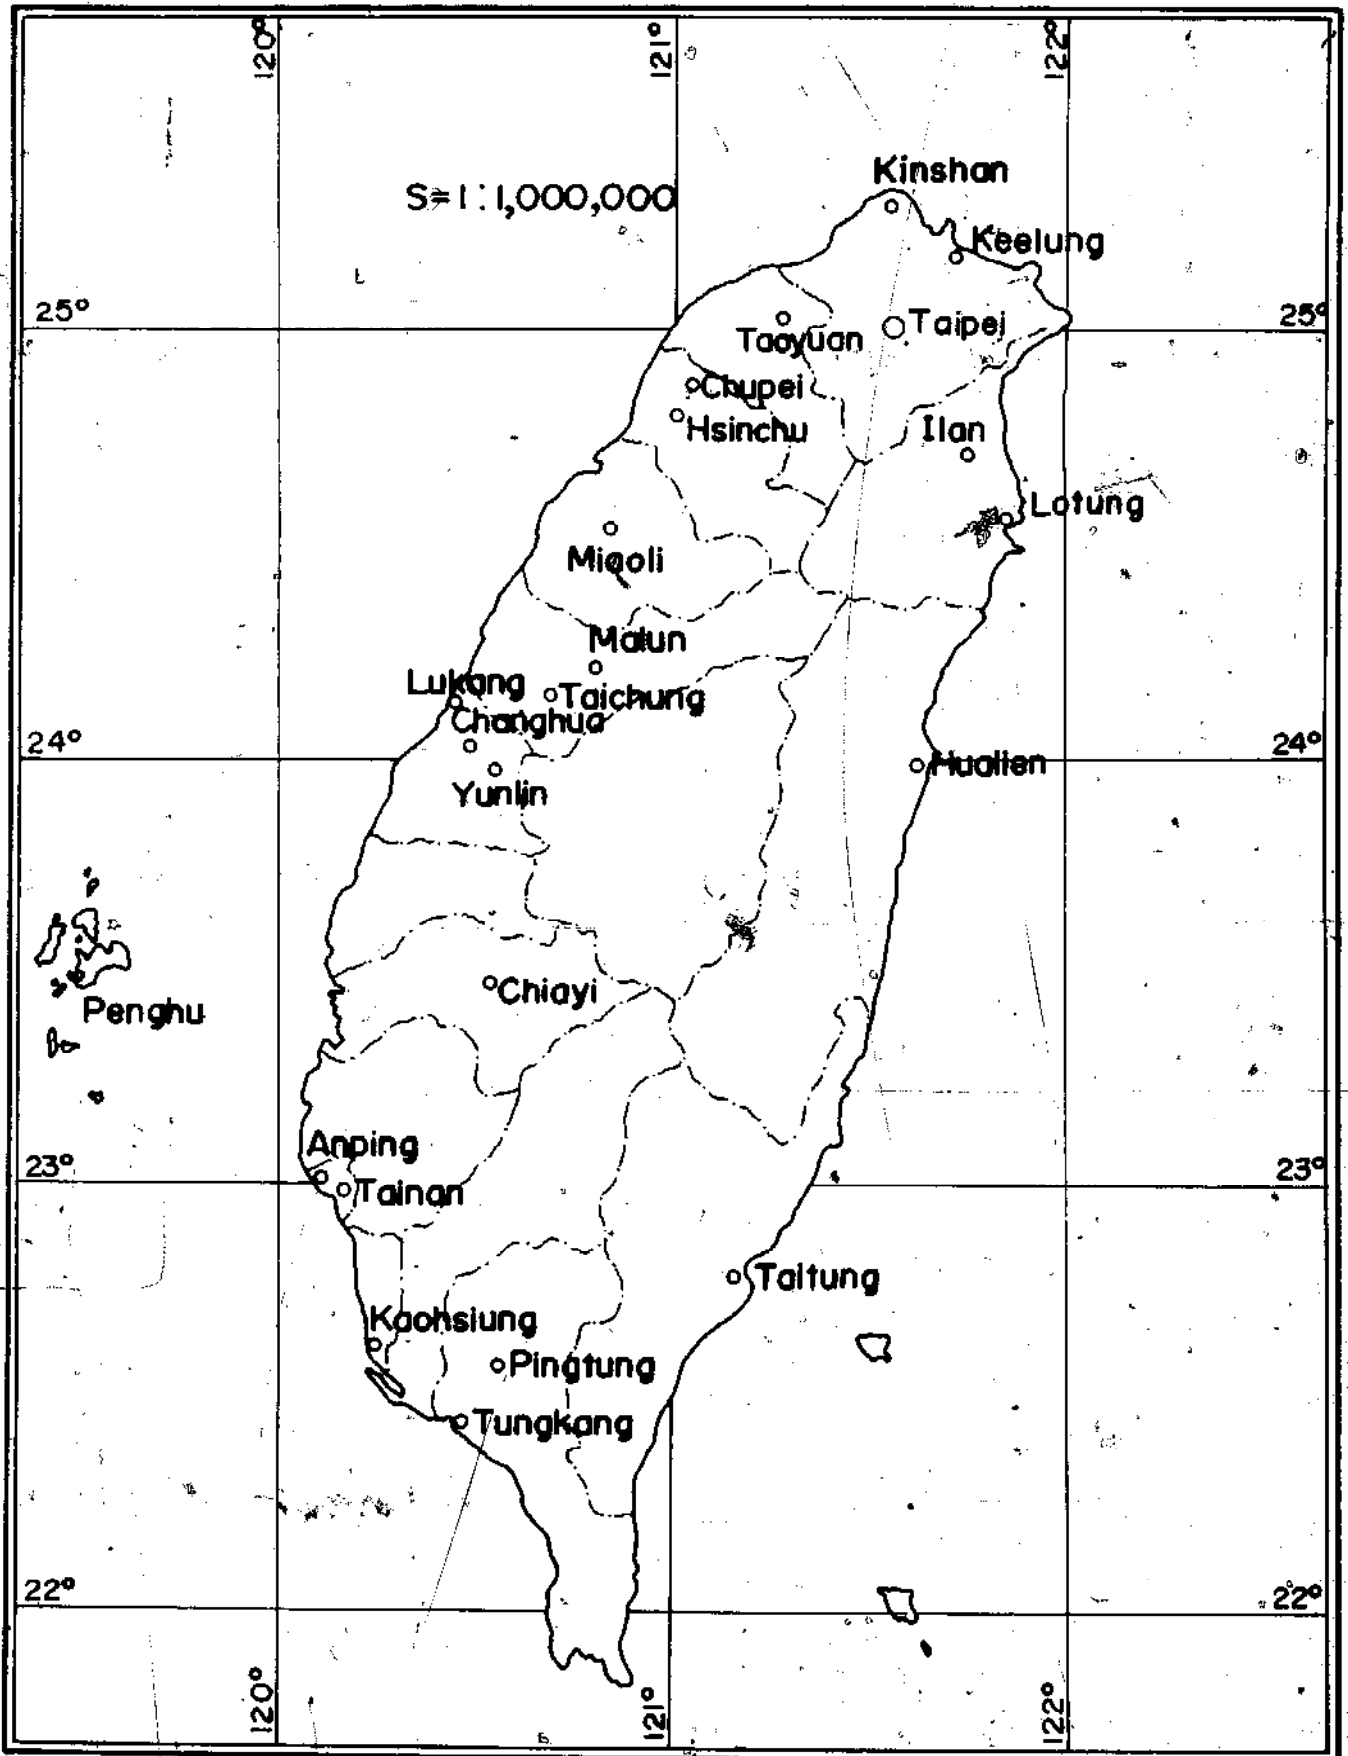 120°
121°
122°
Kinshan
S=1:1,000,000
Keelung
25°
25°
Taoyuan
Taipei
Chupei
Hsinchu
Ilan
Lotung
Miaoli
Malun
Lukang
Taichung
Changhua
24°
24°
Hualien
Yunlin
Chiayi
Penghu
Anping
23°
23°
Tainan
Taitung
Kaohsiung
Pingtung
Tungkang
22°
22°
120°
121°
122°